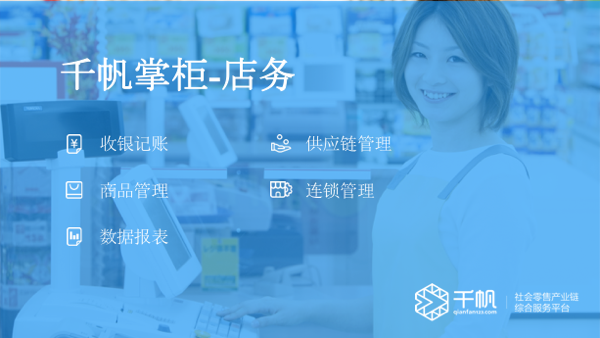 千帆掌柜-店务
收银记账
供应链管理
商品管理
连锁管理
数据报表
千帆
社会零售产业链
综合服务平台